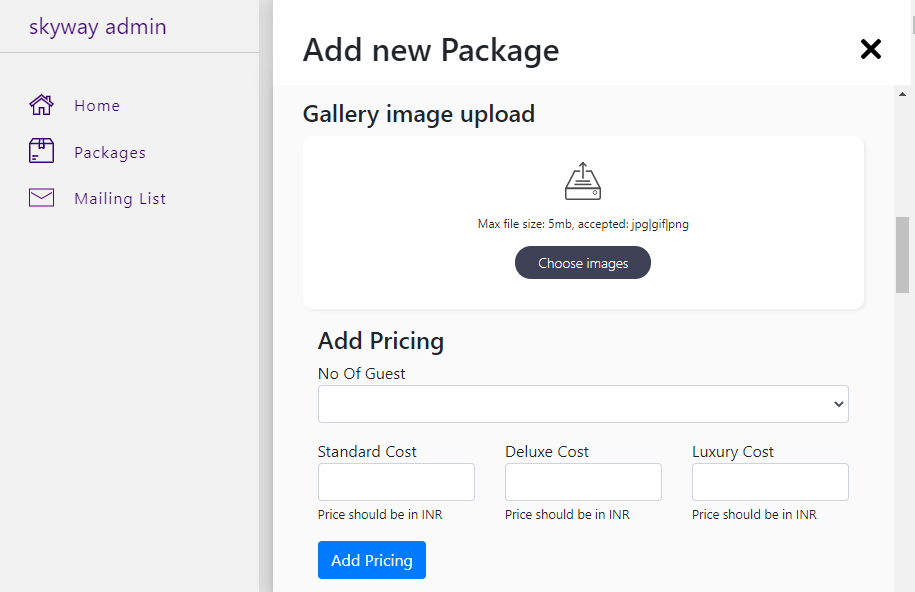 skyway admin
Home
Packages
Mailing List
Add new Package
Gallery image upload
Max file size: 5mb, accepted: jpg|gif|png
Choose images
Add Pricing
No Of Guest
Standard Cost Deluxe Cost Luxury Cost
Price should be in INR Price should be in INR Price should be in INR
Add Pricing